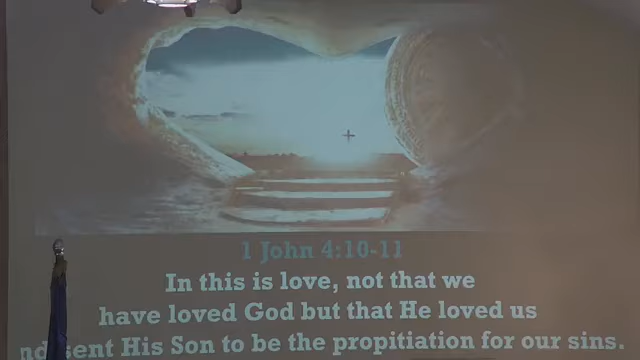 1 John 4:10-11
In this is love, not that we
have loved God but that He loved us
sent His Son to be the propitiation for our sins.